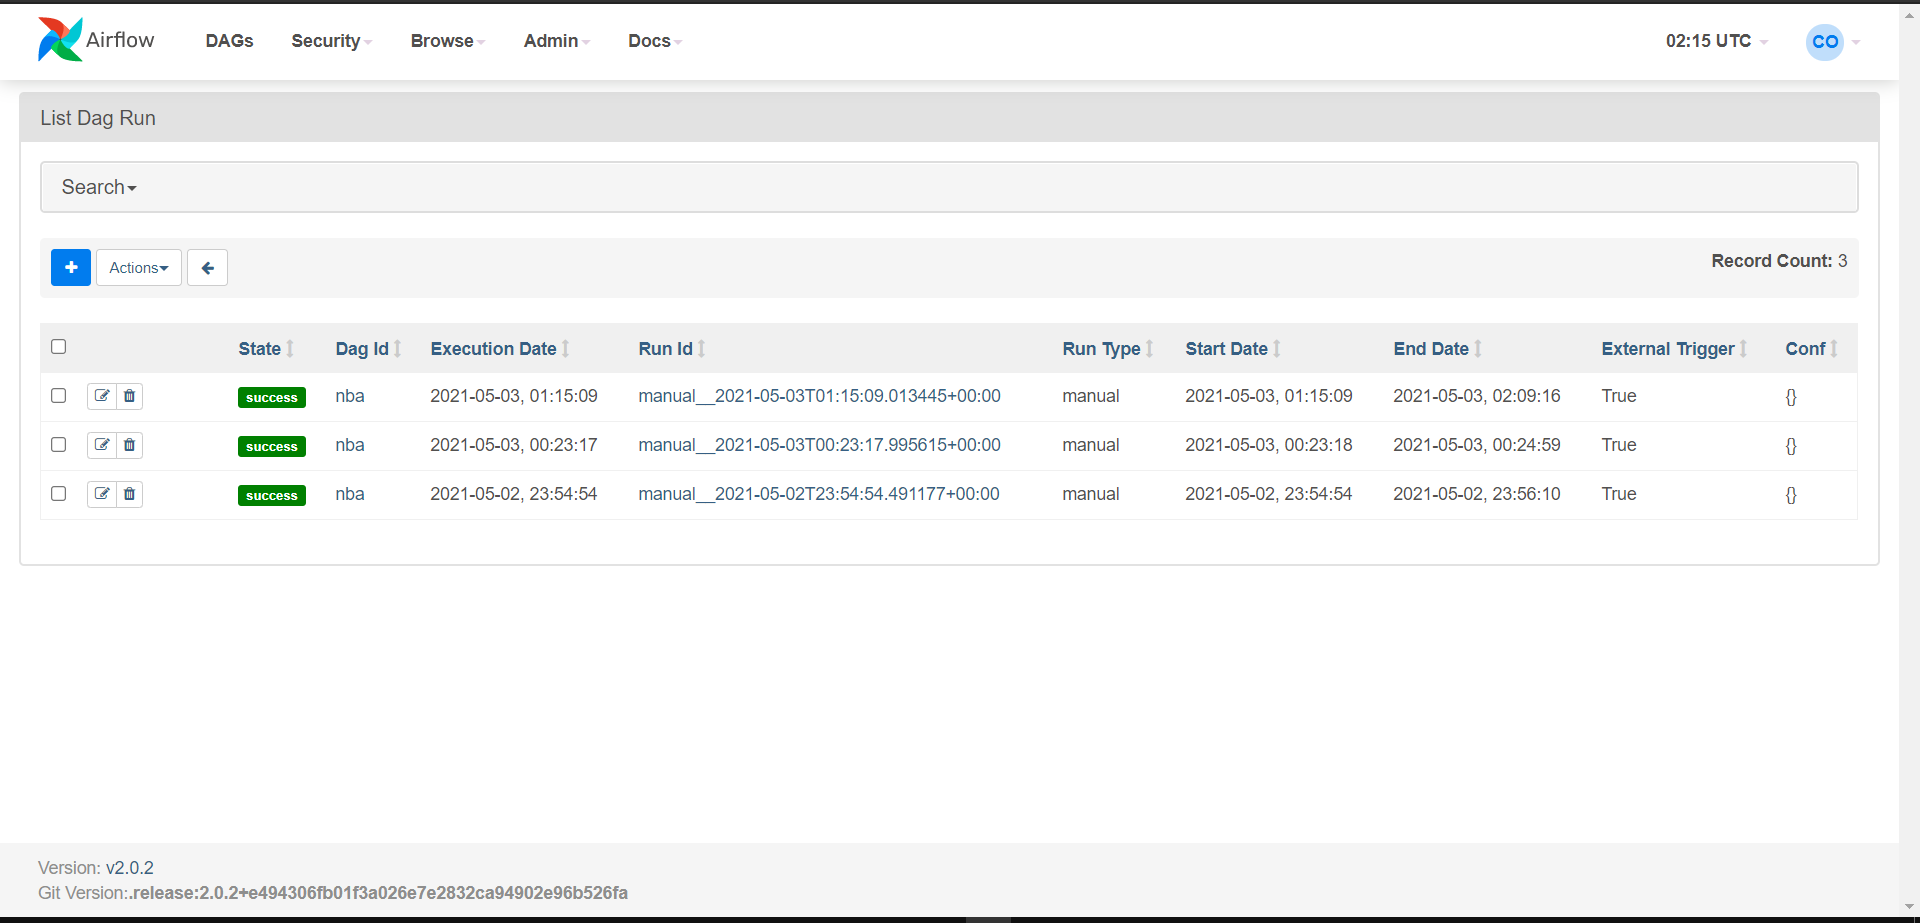 Airflow DAGs Security Browse Admin Docs 02:15 UTC CO
List Dag Run
Search
Actions Record Count: 3
State Dag Id Execution Date Run Id Run Type Start Date End Date External Trigger Conf
success nba 2021-05-03, 01:15:09 manual__2021-05-03T01:15:09.013445+00:00 manual 2021-05-03, 01:15:09 2021-05-03, 02:09:16 True {}
success nba 2021-05-03, 00:23:17 manual__2021-05-03T00:23:17.995615+00:00 manual 2021-05-03, 00:23:18 2021-05-03, 00:24:59 True {}
success nba 2021-05-02, 23:54:54 manual__2021-05-02T23:54:54.491177+00:00 manual 2021-05-02, 23:54:54 2021-05-02, 23:56:10 True {}
Version: v2.0.2
Git Version:.release:2.0.2+e494306fb01f3a026e7e2832ca94902e96b526fa